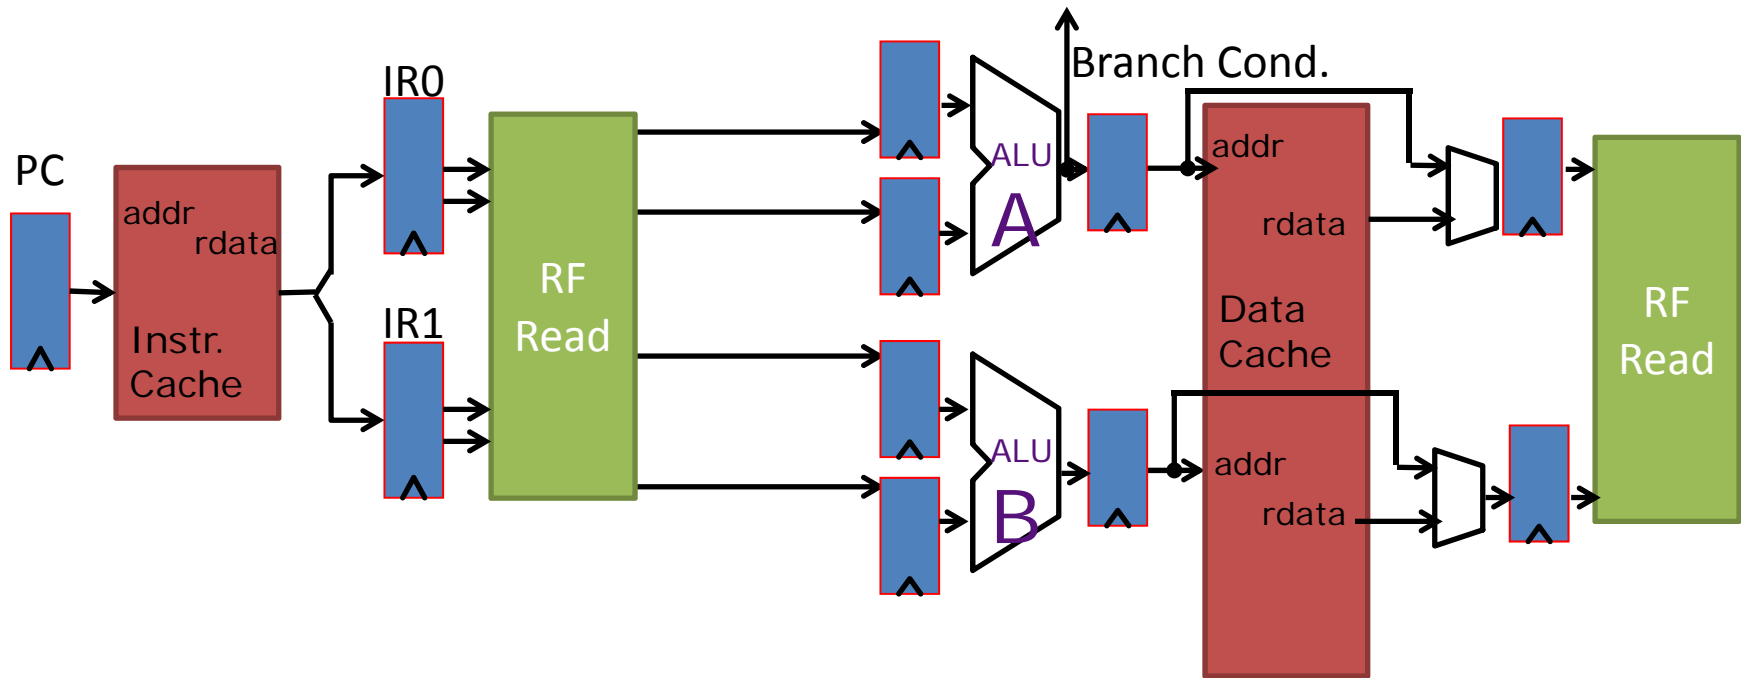 PC
addr
rdata
Instr.
Cache
IR0
IR1
RF
Read
ALU
A
ALU
B
Branch Cond.
addr
rdata
Data
Cache
addr
rdata
RF
Read